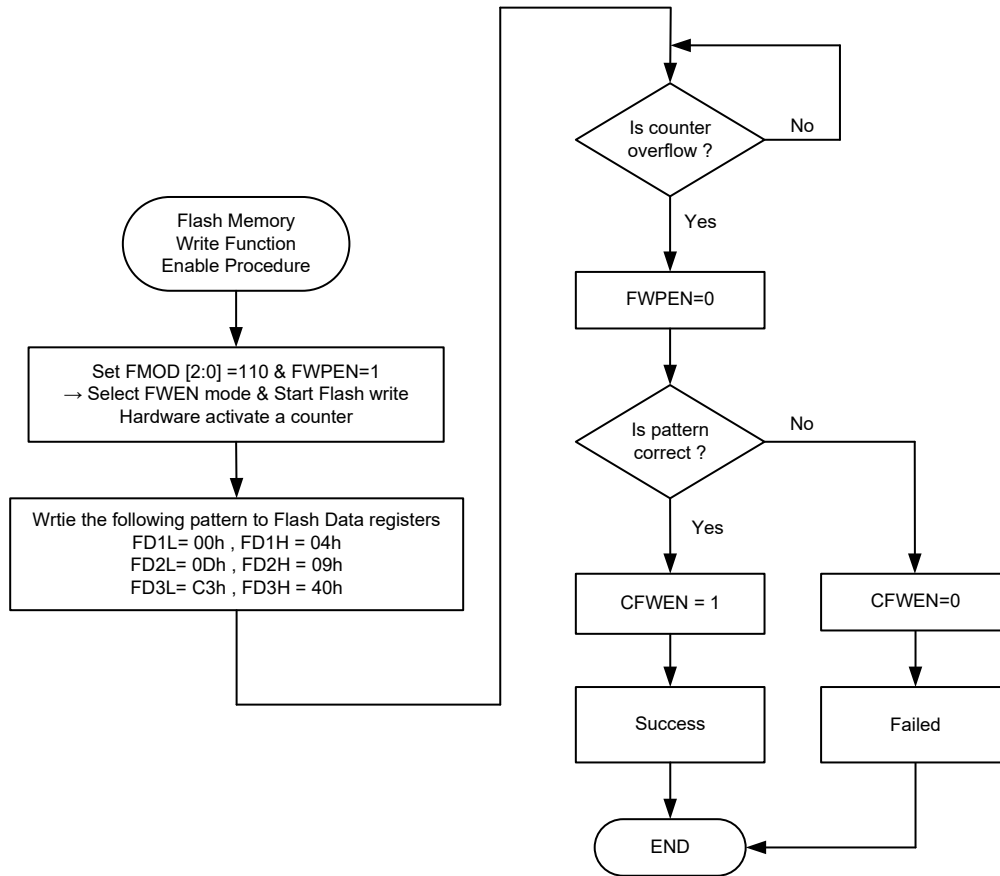 Flash Memory
Write Function
Enable Procedure
Set FMOD [2:0] =110 & FWPEN=1
→ Select FWEN mode & Start Flash write
Hardware activate a counter
Wrtie the following pattern to Flash Data registers
FD1L= 00h , FD1H = 04h
FD2L= 0Dh , FD2H = 09h
FD3L= C3h , FD3H = 40h
Is counter
overflow ?
No
Yes
FWPEN=0
Is pattern
correct ?
No
Yes
CFWEN = 1
CFWEN=0
Success
Failed
END